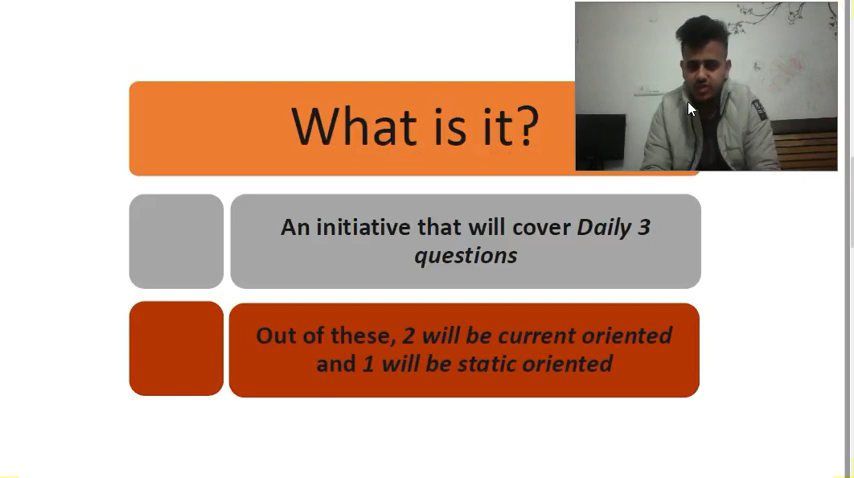 What is it?
An initiative that will cover Daily 3
questions
Out of these, 2 will be current oriented
and 1 will be static oriented